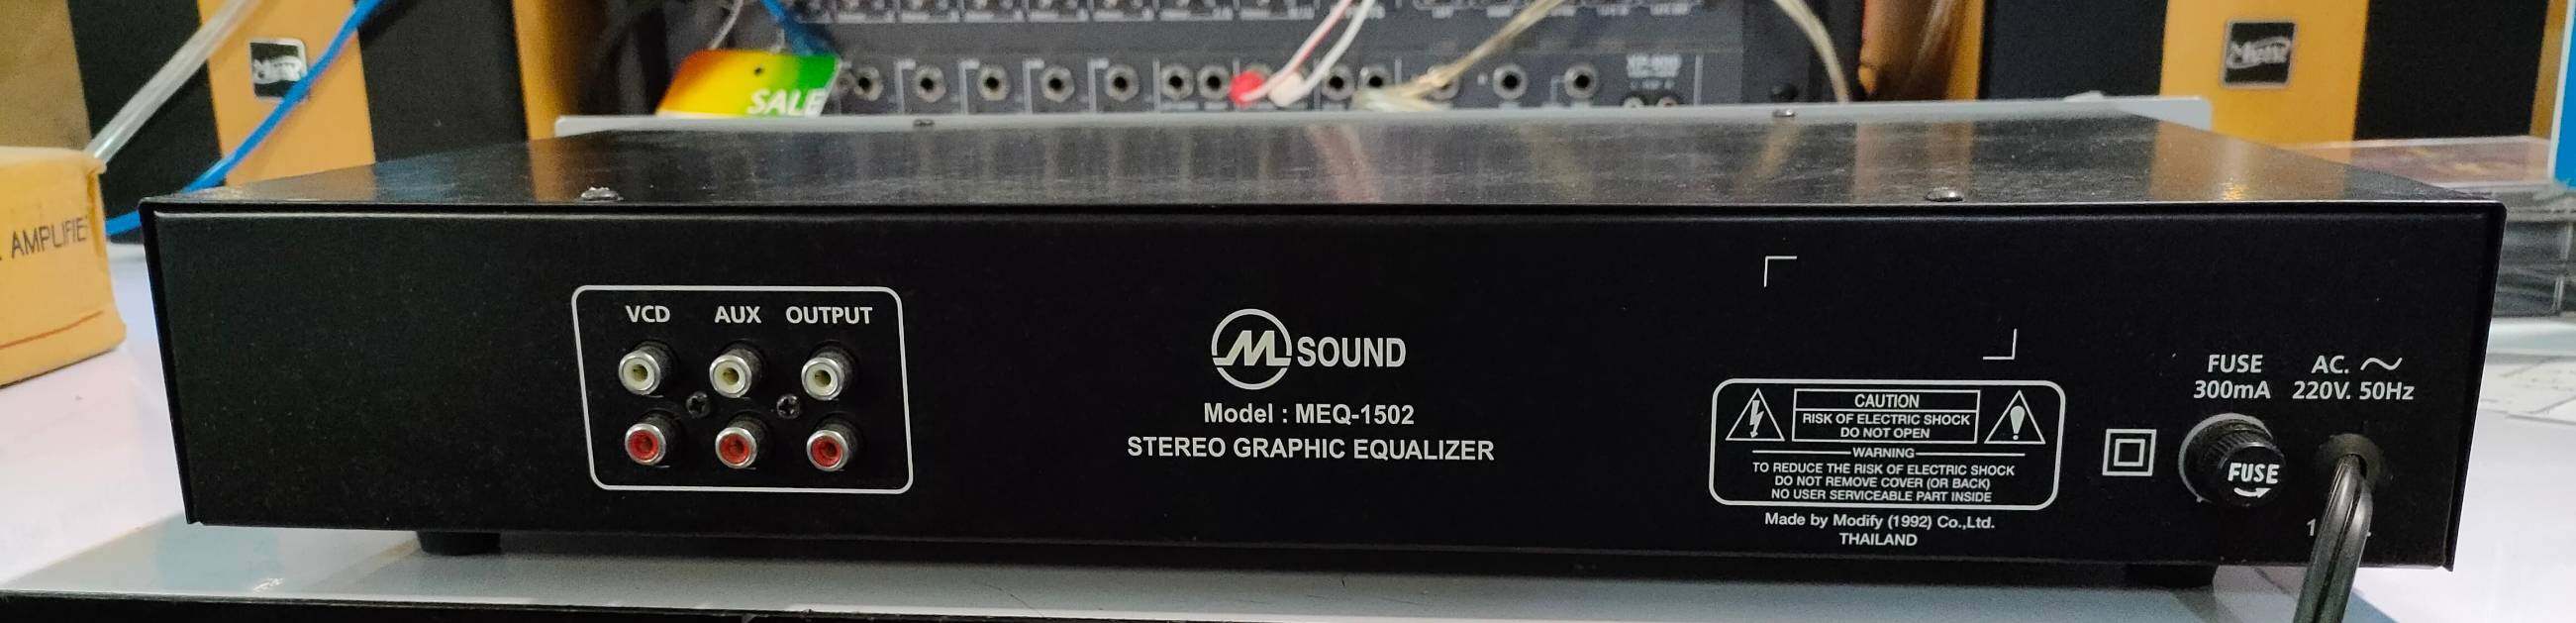 SALE
AMPLIFIE
VCD AUX OUTPUT
M SOUND
Model : MEQ-1502
STEREO GRAPHIC EQUALIZER
CAUTION
RISK OF ELECTRIC SHOCK
DO NOT OPEN
WARNING
TO REDUCE THE RISK OF ELECTRIC SHOCK
DO NOT REMOVE COVER (OR BACK)
NO USER SERVICEABLE PART INSIDE
Made by Modify (1992) Co.,Ltd.
THAILAND
FUSE
300mA
AC. ～
220V. 50Hz
FUSE